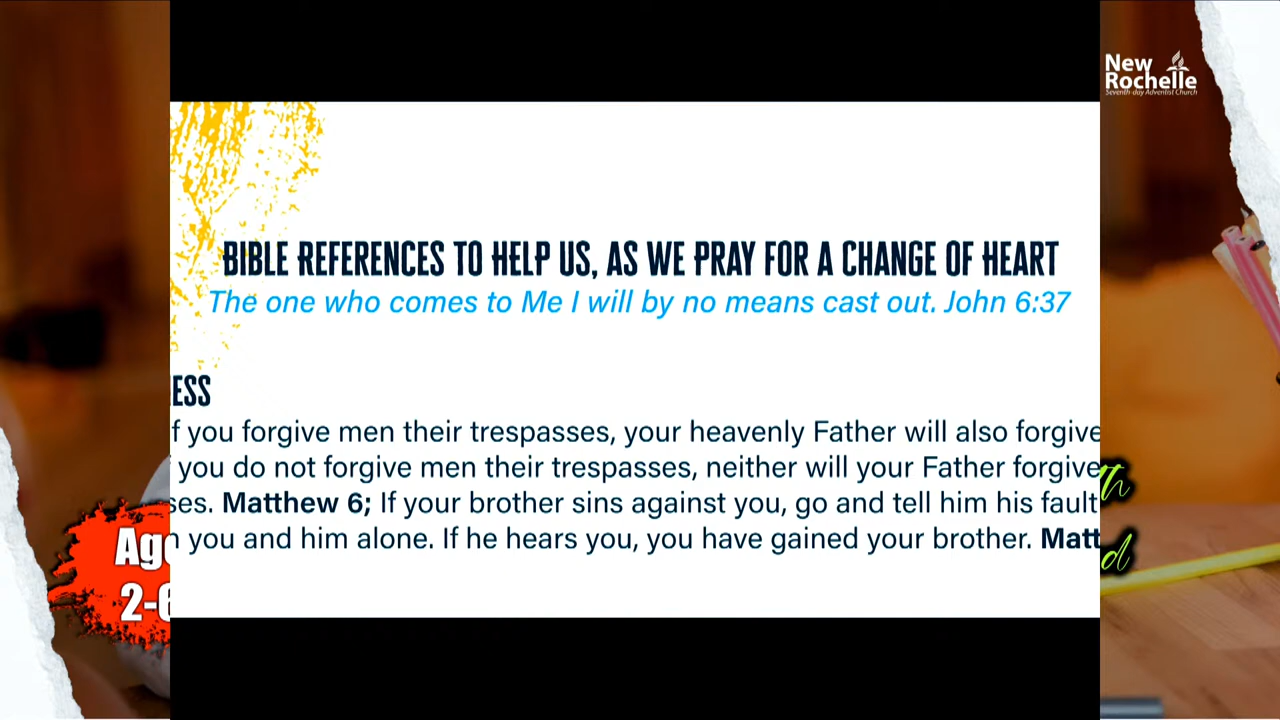 New
Rochelle
Seventh-day Adventist Church
BIBLE REFERENCES TO HELP US, AS WE PRAY FOR A CHANGE OF HEART
The one who comes to Me I will by no means cast out. John 6:37
ESS
f you forgive men their trespasses, your heavenly Father will also forgive
you do not forgive men their trespasses, neither will your Father forgive
ses. Matthew 6; If your brother sins against you, go and tell him his fault
you and him alone. If he hears you, you have gained your brother. Matt
Ag
2-6
th
d